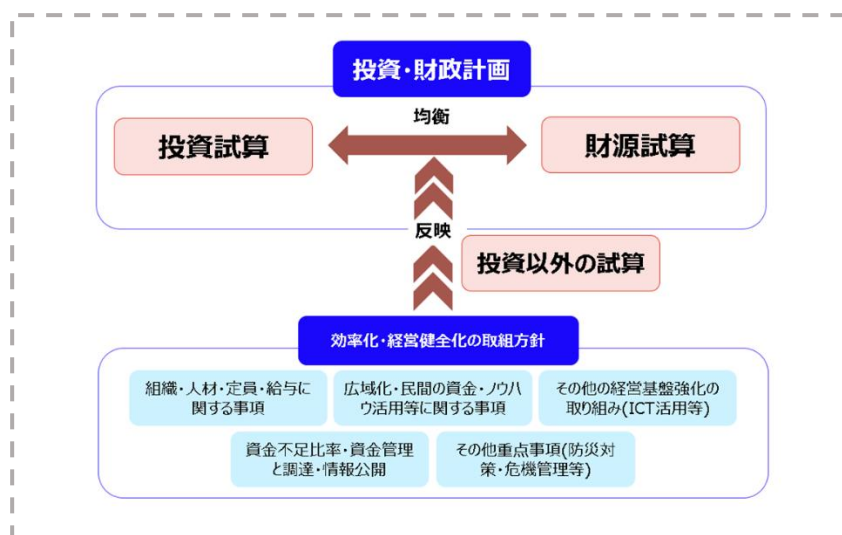 投資・財政計画
均衡
投資試算
財源試算
反映
投資以外の試算
効率化・経営健全化の取組方針
組織・人材・定員・給与に
関する事項
広域化・民間の資金・ノウハ
ウ活用等に関する事項
その他の経営基盤強化の
取り組み(ICT活用等)
資金不足比率・資金管理
と調達・情報公開
その他重点事項(防災対
策・危機管理等)